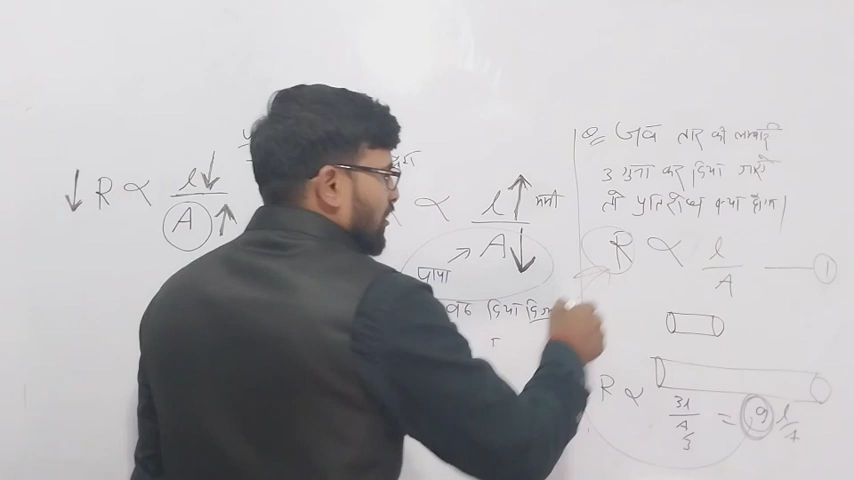 ↓ R ∝ l↓ / A ↑
∝ l↑ / A↓
पापा
दिया
Q= जब तार की लम्बाई
3 गुना कर दिया जाये
तो प्रतिरोध क्या होगा |
R ∝ l / A —— 1
R ∝ 3l / A/3 = 9 l/A